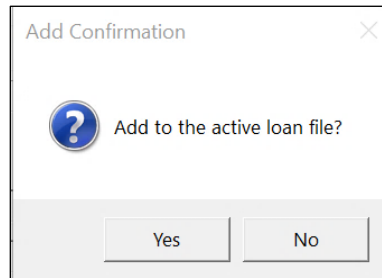 Add Confirmation
Add to the active loan file?
Yes
No